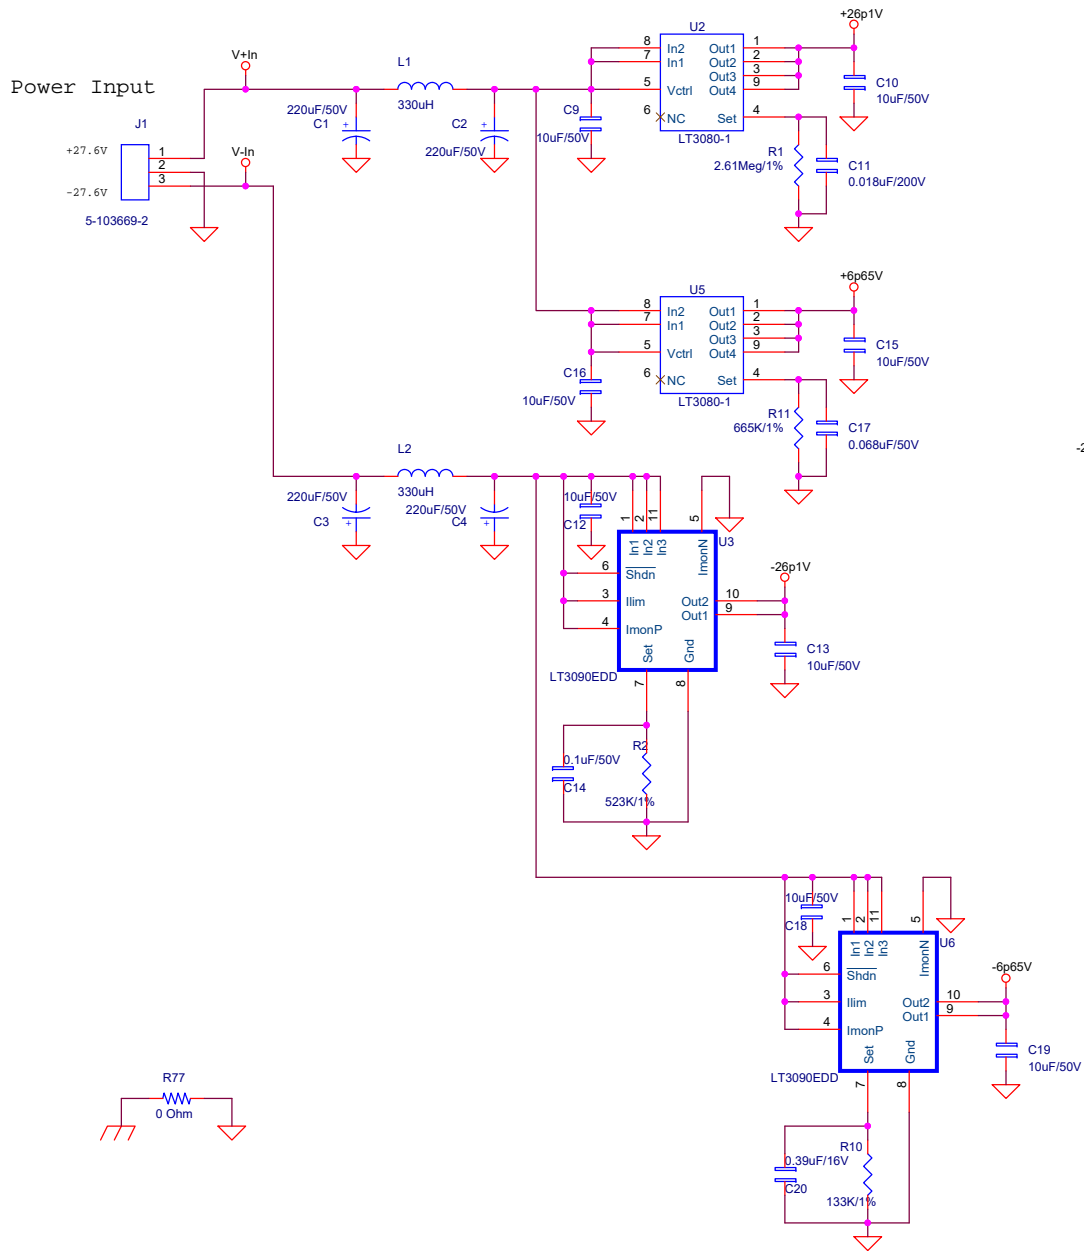 Power Input
V+In
V-In
J1
+27.6V
-27.6V
1
2
3
5-103669-2
220uF/50V
C1
+
L1
330uH
C2
+
220uF/50V
C9
10uF/50V
U2
8 In2 Out1 1
7 In1 Out2 2
Out3 3
5 Vctrl Out4 9
6 NC Set 4
LT3080-1
+26p1V
C10
10uF/50V
R1
2.61Meg/1%
C11
0.018uF/200V
U5
8 In2 Out1 1
7 In1 Out2 2
Out3 3
5 Vctrl Out4 9
6 NC Set 4
LT3080-1
+6p65V
C15
10uF/50V
C16
10uF/50V
R11
665K/1%
C17
0.068uF/50V
-2
L2
330uH
220uF/50V
C3
+
220uF/50V
C4
+
10uF/50V
C12
1 2 11 5
In1 In2 In3 ImonN
U3
6 Shdn
3 Ilim Out2 10
Out1 9
4 ImonP
Set Gnd
7 8
LT3090EDD
-26p1V
C13
10uF/50V
R2
0.1uF/50V
C14
523K/1%
10uF/50V
C18
1 2 11 5
In1 In2 In3 ImonN
U6
6 Shdn
3 Ilim Out2 10
Out1 9
4 ImonP
Set Gnd
7 8
LT3090EDD
-6p65V
C19
10uF/50V
R10
0.39uF/16V
C20
133K/1%
R77
0 Ohm